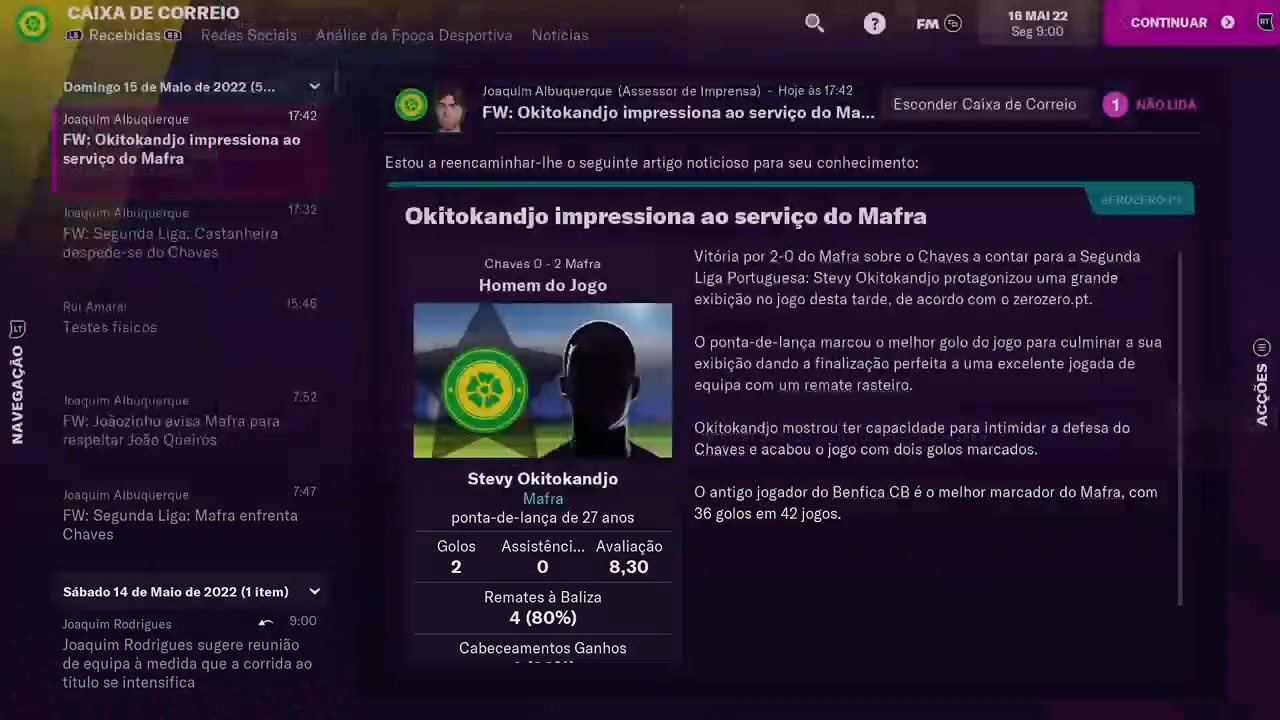 CAIXA DE CORREIO
LB Recebidas RB Redes Sociais Análise da Época Desportiva Notícias
FM
16 MAI 22
Seg 9:00
CONTINUAR
RT
Domingo 15 de Maio de 2022 (5...
Joaquim Albuquerque 17:42
FW: Okitokandjo impressiona ao
serviço do Mafra
Joaquim Albuquerque 17:32
FW: Segunda Liga: Castanheira
despede-se do Chaves
Rui Amaral 15:46
Testes físicos
Joaquim Albuquerque 7:52
FW: Joãozinho avisa Mafra para
respeitar João Queirós
Joaquim Albuquerque 7:47
FW: Segunda Liga: Mafra enfrenta
Chaves
Sábado 14 de Maio de 2022 (1 item)
Joaquim Rodrigues 9:00
Joaquim Rodrigues sugere reunião
de equipa à medida que a corrida ao
título se intensifica
LT
NAVEGAÇÃO
Joaquim Albuquerque (Assessor de Imprensa) - Hoje às 17:42
FW: Okitokandjo impressiona ao serviço do Ma...
Esconder Caixa de Correio
1 NÃO LIDA
Estou a reencaminhar-lhe o seguinte artigo noticioso para seu conhecimento:
ZEROZERO.PT
Okitokandjo impressiona ao serviço do Mafra
Chaves 0 - 2 Mafra
Homem do Jogo
Stevy Okitokandjo
Mafra
ponta-de-lança de 27 anos
Golos Assistênci... Avaliação
2 0 8,30
Remates à Baliza
4 (80%)
Cabeceamentos Ganhos
Vitória por 2-0 do Mafra sobre o Chaves a contar para a Segunda
Liga Portuguesa: Stevy Okitokandjo protagonizou uma grande
exibição no jogo desta tarde, de acordo com o zerozero.pt.
O ponta-de-lança marcou o melhor golo do jogo para culminar a sua
exibição dando a finalização perfeita a uma excelente jogada de
equipa com um remate rasteiro.
Okitokandjo mostrou ter capacidade para intimidar a defesa do
Chaves e acabou o jogo com dois golos marcados.
O antigo jogador do Benfica CB é o melhor marcador do Mafra, com
36 golos em 42 jogos.
ACÇÕES